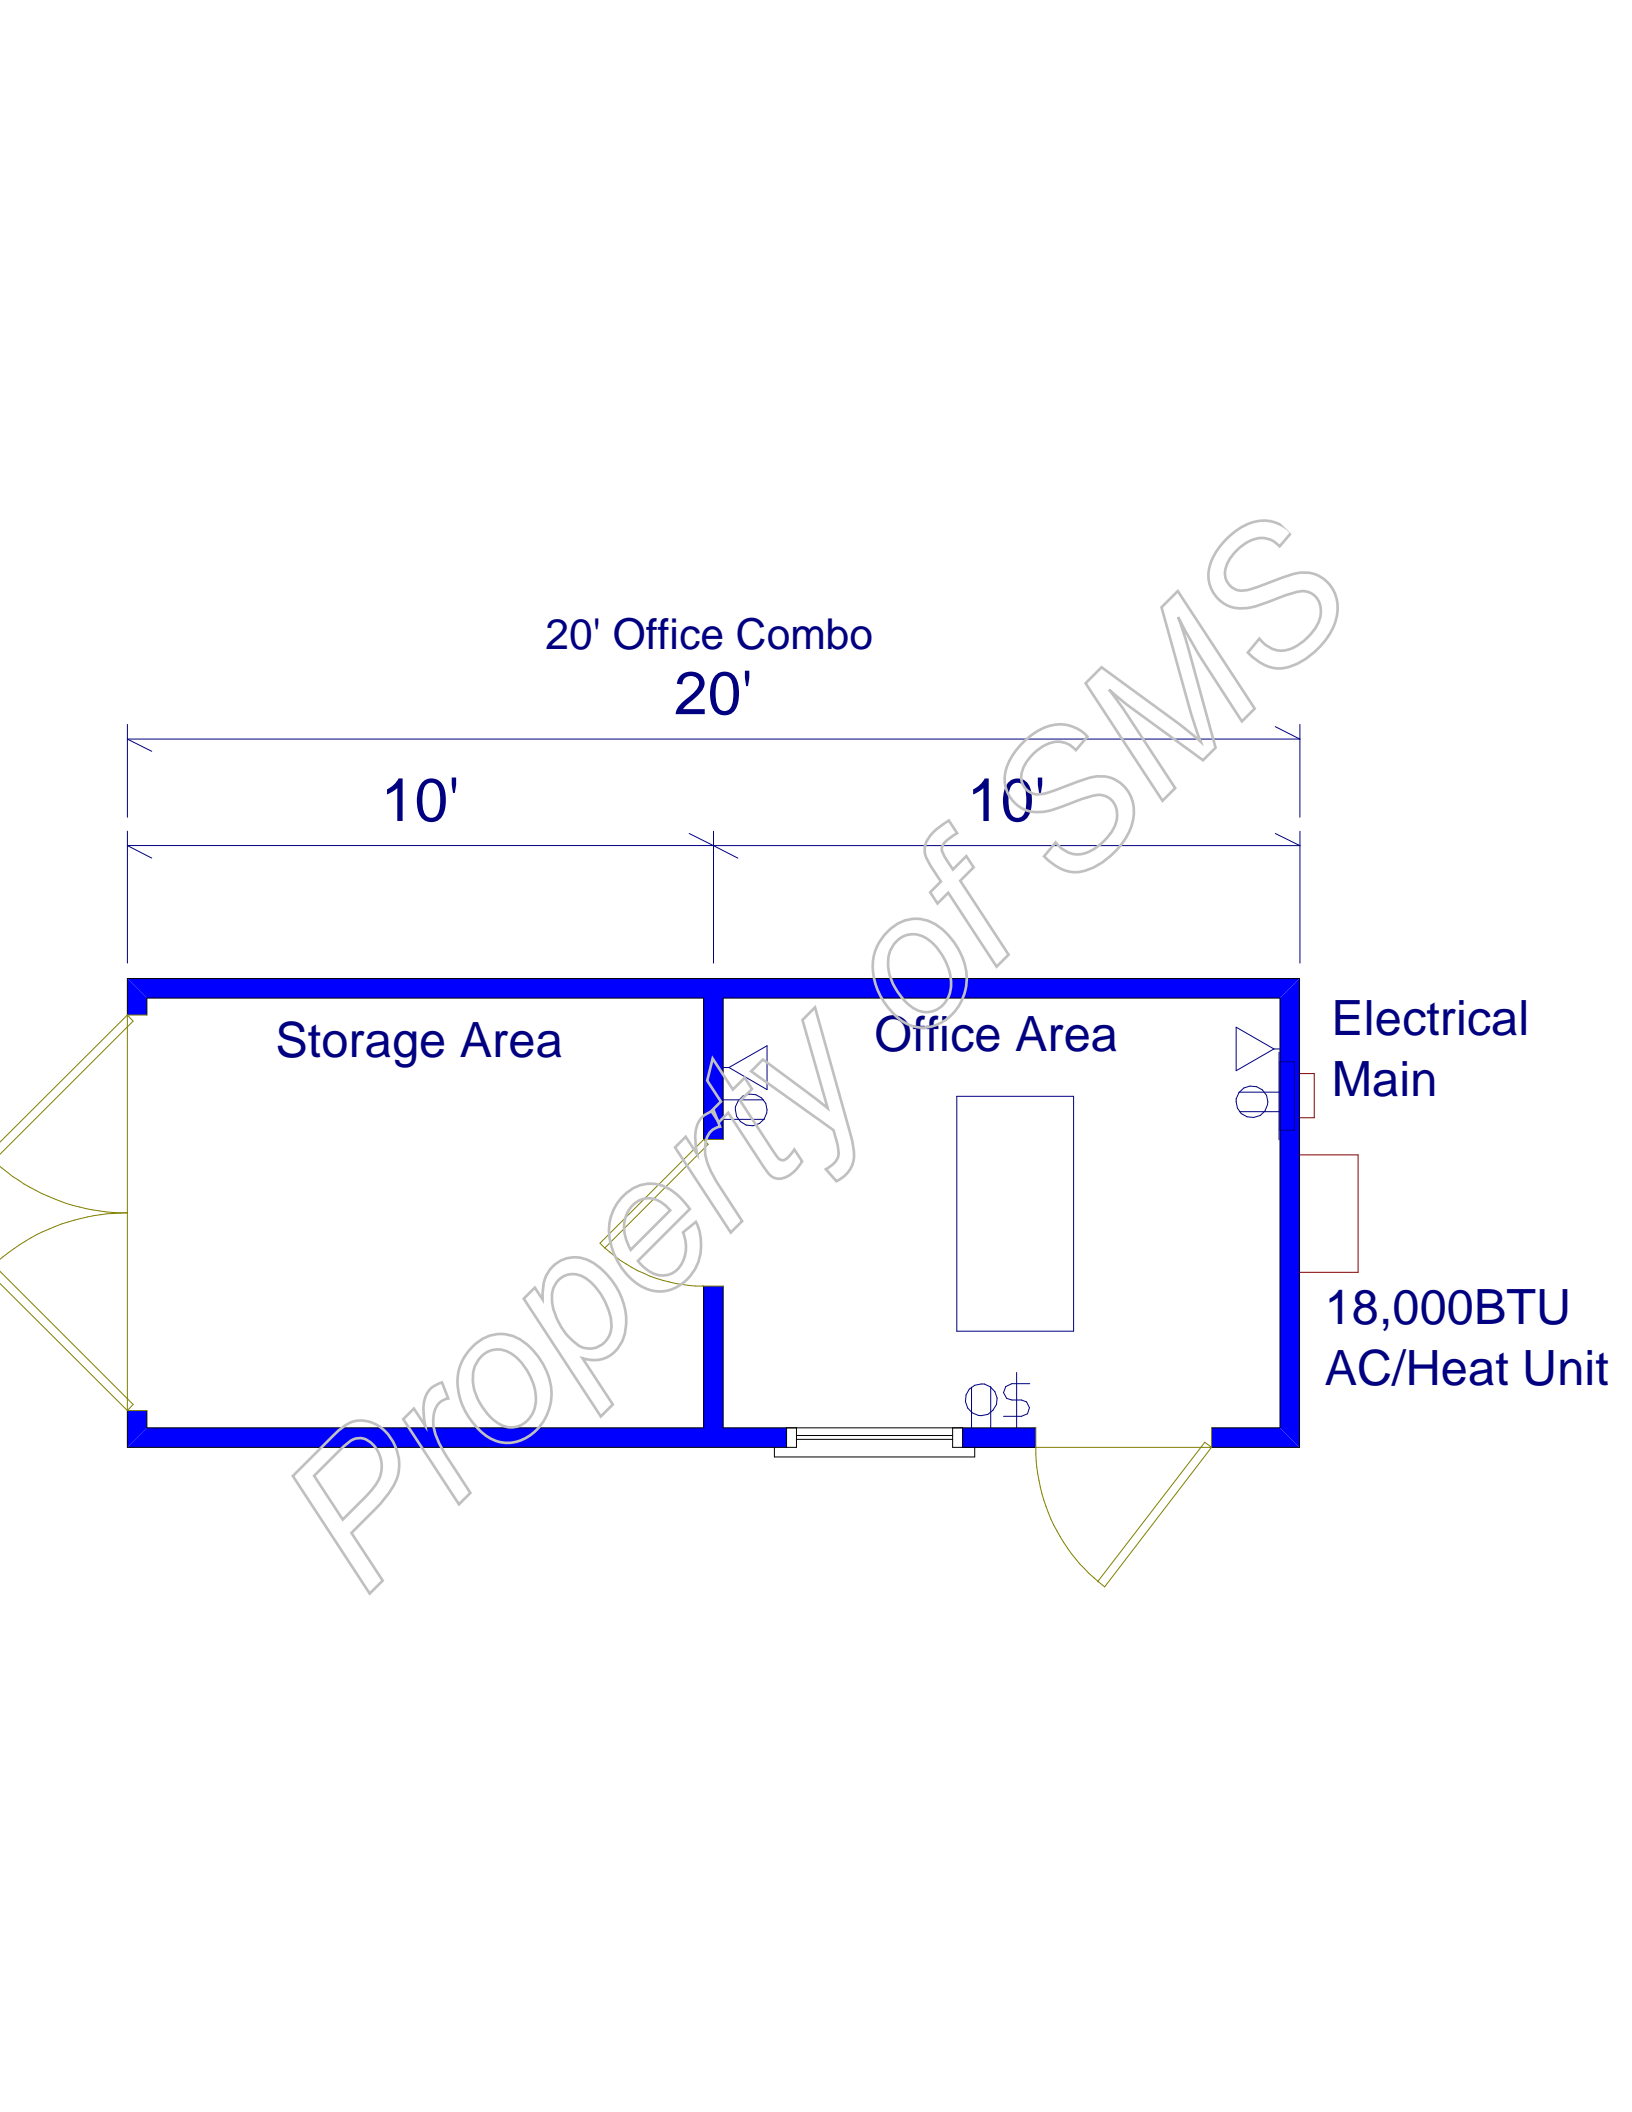 20' Office Combo
20'
10'
10'
Storage Area
Office Area
Electrical
Main
18,000BTU
AC/Heat Unit
$
Property of SMS